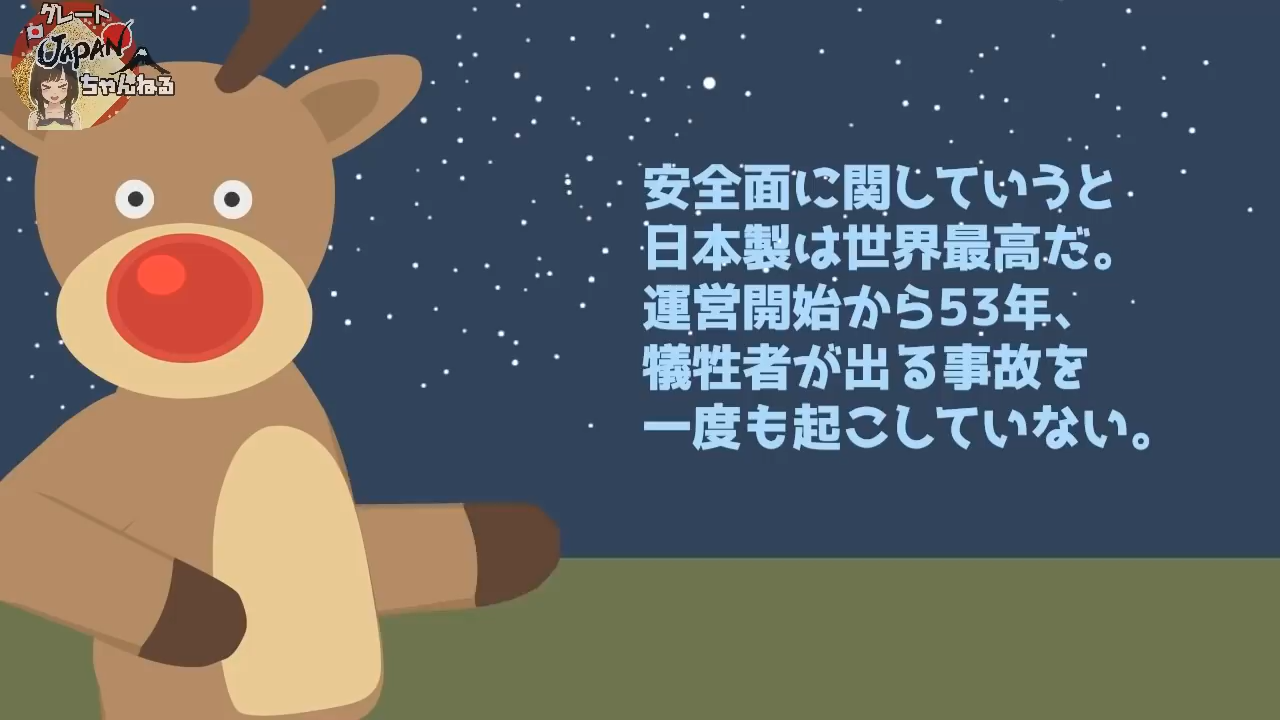 グレート
JAPAN
ちゃんねる
安全面に関していうと
日本製は世界最高だ。
運営開始から53年、
犠牲者が出る事故を
一度も起こしていない。